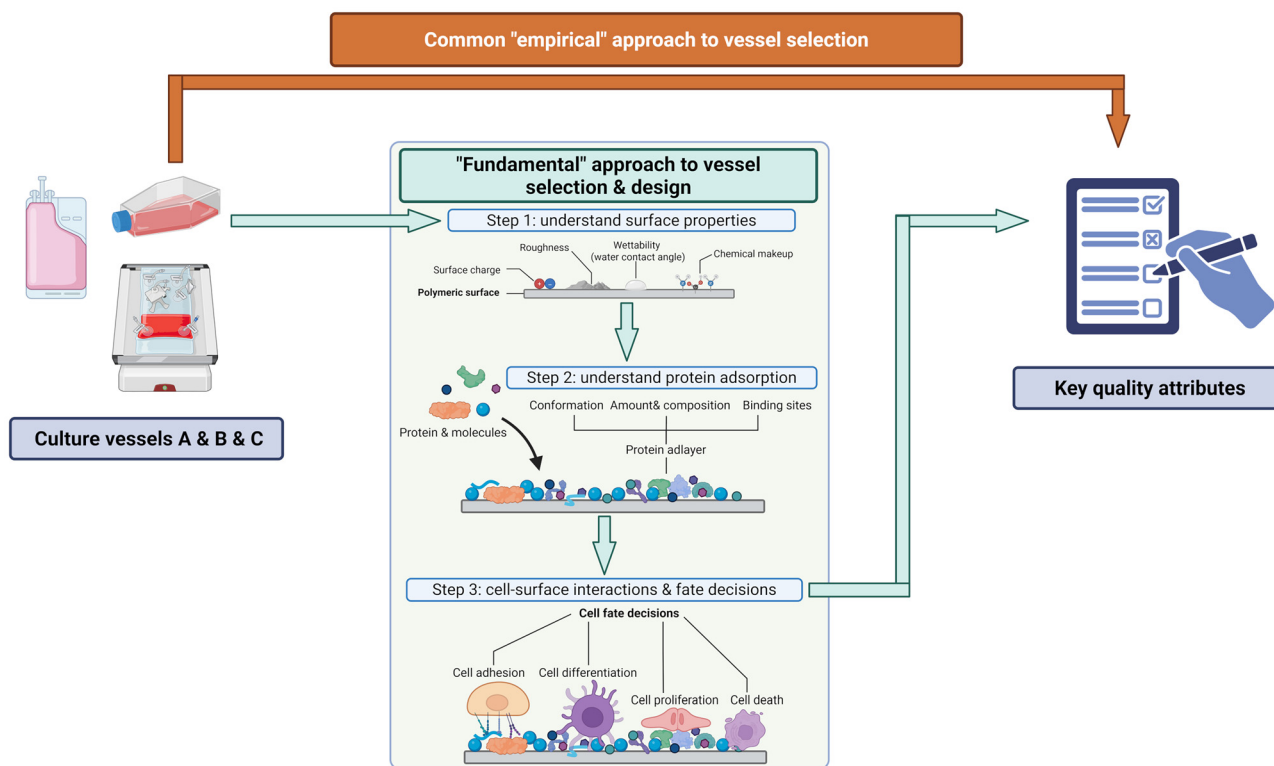 Common "empirical" approach to vessel selection
"Fundamental" approach to vessel
selection & design
Step 1: understand surface properties
Roughness
Wettability
(water contact angle)
Chemical makeup
Surface charge
Polymeric surface
Step 2: understand protein adsorption
Conformation
Amount& composition
Binding sites
Protein & molecules
Protein adlayer
Culture vessels A & B & C
Key quality attributes
Step 3: cell-surface interactions & fate decisions
Cell fate decisions
Cell adhesion
Cell differentiation
Cell proliferation
Cell death